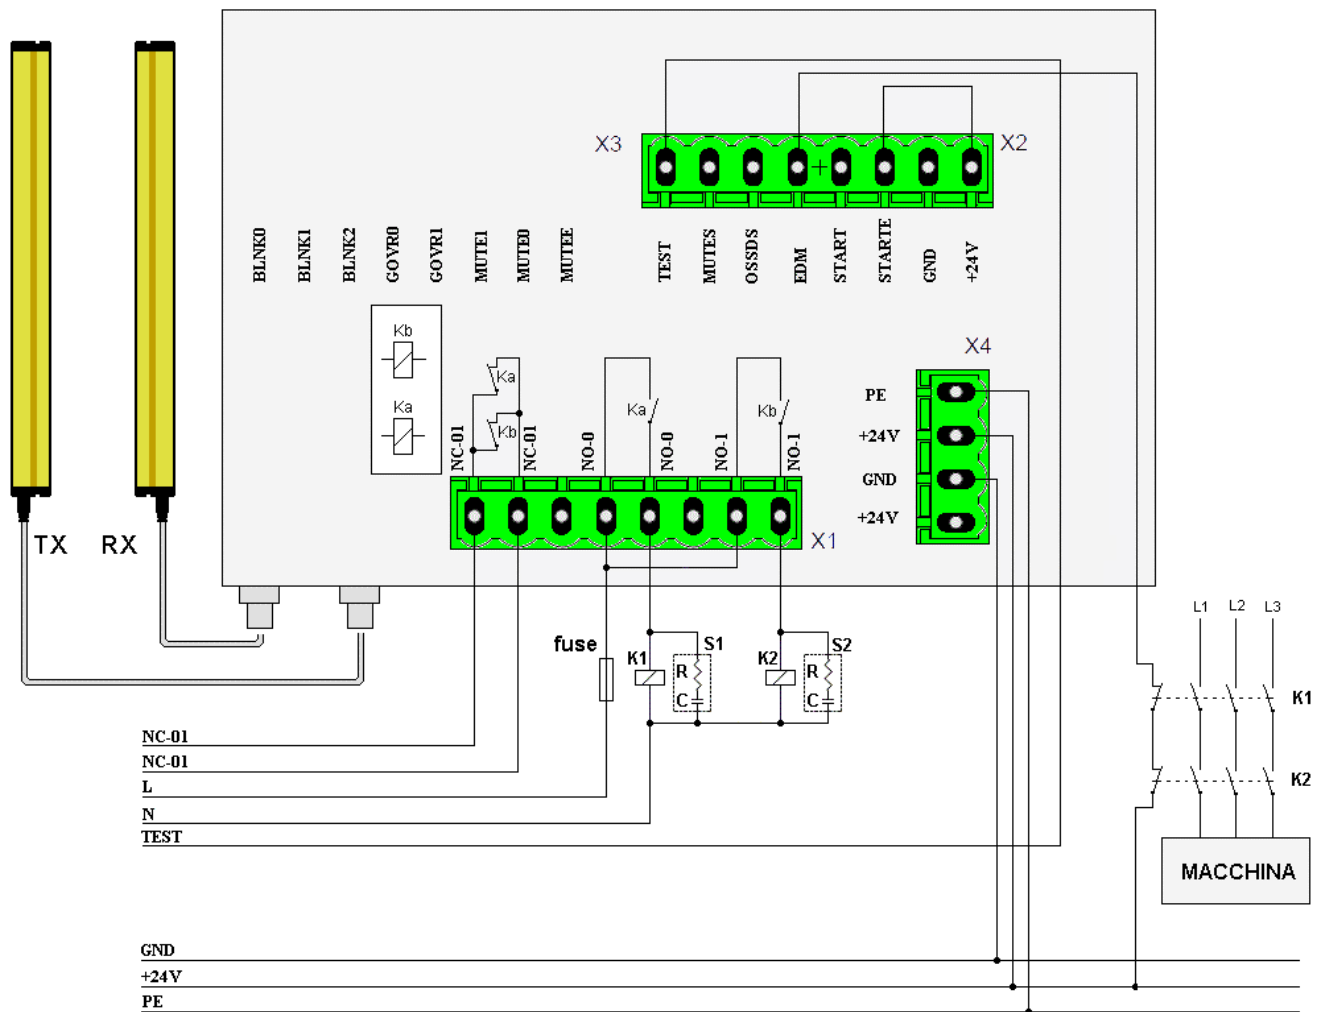 X3
X2
BLNK0
BLNK1
BLNK2
GOVR0
GOVR1
MUTE1
MUTE0
MUTEE
TEST
MUTES
OSSDS
EDM
START
STARTE
GND
+24V
Kb
Ka
Ka
Kb
Ka
Kb
NC-01
NC-01
NO-0
NO-0
NO-1
NO-1
X1
X4
PE
+24V
GND
+24V
TX
RX
fuse
K1
S1
R
C
K2
S2
R
C
L1
L2
L3
K1
K2
MACCHINA
NC-01
NC-01
L
N
TEST
GND
+24V
PE